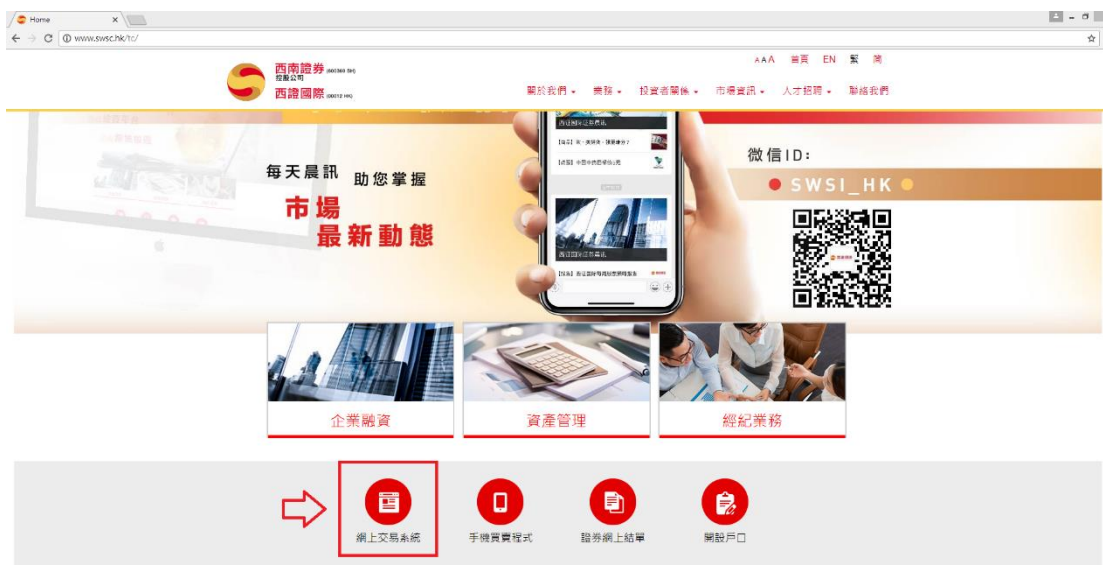 Home
www.swsc.hk/tc/
AAA 首頁 EN 繁 简
西南證券 (600369 SH)
控股公司
西證國際 (00812 HK)
關於我們 業務 投資者關係 市場資訊 人才招聘 聯絡我們
每天晨訊 助您掌握
市場
最新動態
微信ID:
SWSI_HK
企業融資 資產管理 經紀業務
網上交易系統 手機買賣程式 證券網上結單 開設戶口